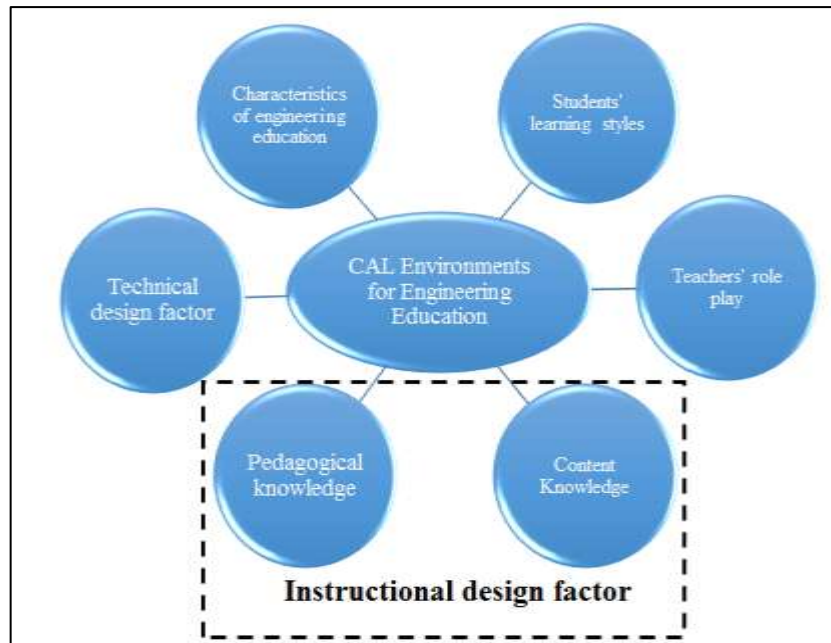 Characteristics
of engineering
education
Students'
learning styles
CAL Environments
for Engineering
Education
Technical
design factor
Teachers' role
play
Pedagogical
knowledge
Content
Knowledge
Instructional design factor